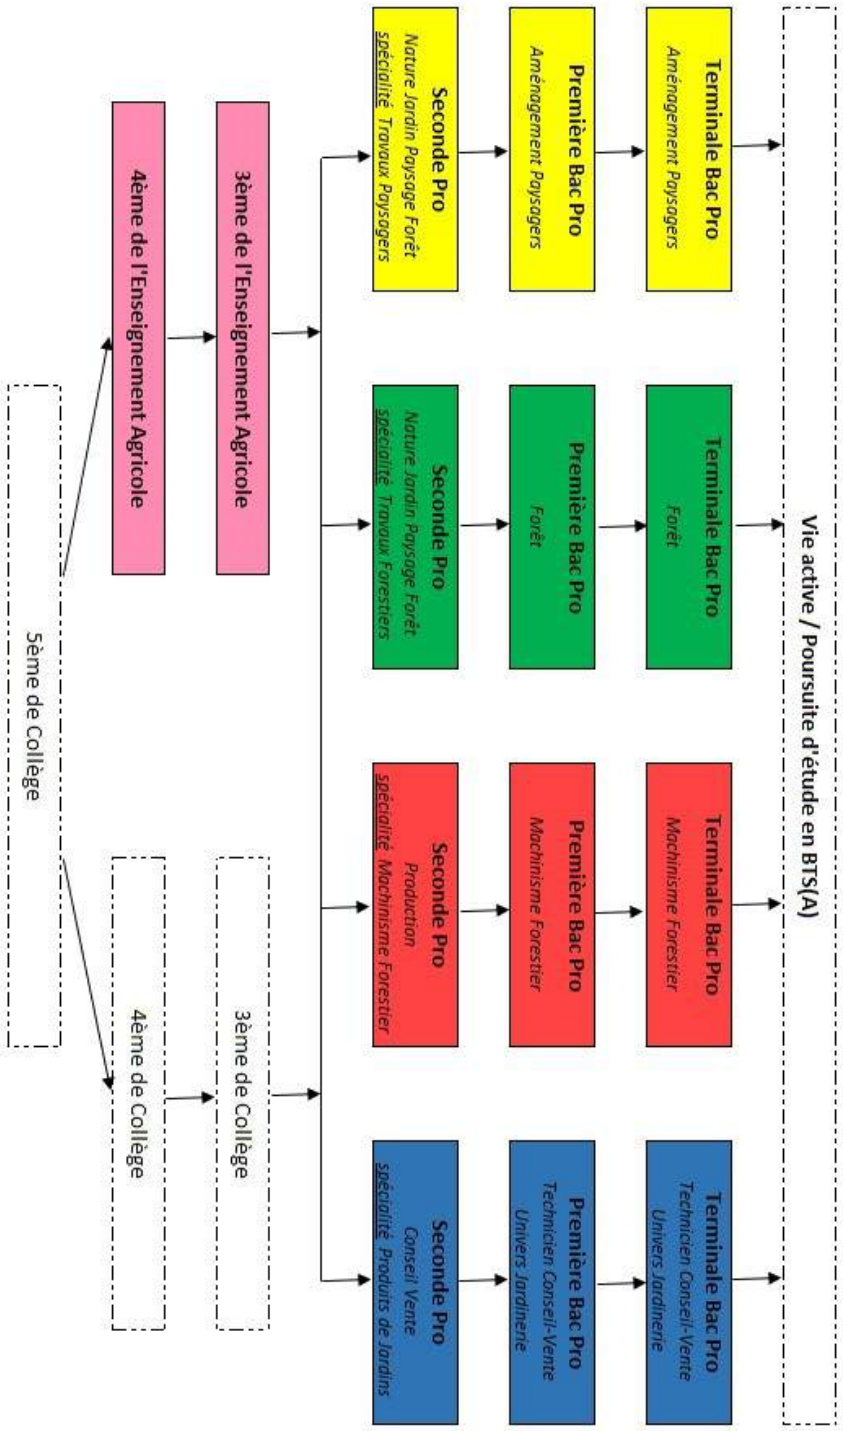 Vie active / Poursuite d'étude en BTS(A)
Terminale Bac Pro
Aménagement Paysagers
Terminale Bac Pro
Forêt
Terminale Bac Pro
Machinisme Forestier
Terminale Bac Pro
Technicien Conseil-Vente
Univers Jardinerie
Première Bac Pro
Aménagement Paysagers
Première Bac Pro
Forêt
Première Bac Pro
Machinisme Forestier
Première Bac Pro
Technicien Conseil-Vente
Univers Jardinerie
Seconde Pro
Nature Jardin Paysage Forêt
spécialité Travaux Paysagers
Seconde Pro
Nature Jardin Paysage Forêt
spécialité Travaux Forestiers
Seconde Pro
Production
spécialité Machinisme Forestier
Seconde Pro
Conseil Vente
spécialité Produits de Jardins
3ème de l'Enseignement Agricole
3ème de Collège
4ème de l'Enseignement Agricole
4ème de Collège
5ème de Collège